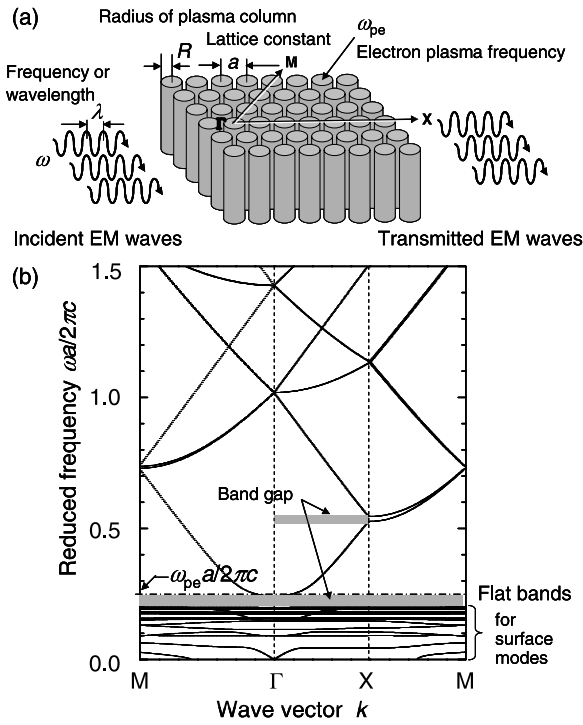 (a)
Radius of plasma column
Lattice constant
ω_pe
Electron plasma frequency
R
a
M
Frequency or
wavelength
λ
Γ
X
ω
Incident EM waves
Transmitted EM waves
(b)
1.5
1.0
0.5
0.0
Reduced frequency ωa/2πc
Band gap
ω_pe a/2πc
Flat bands
for
surface
modes
M
Γ
X
M
Wave vector k